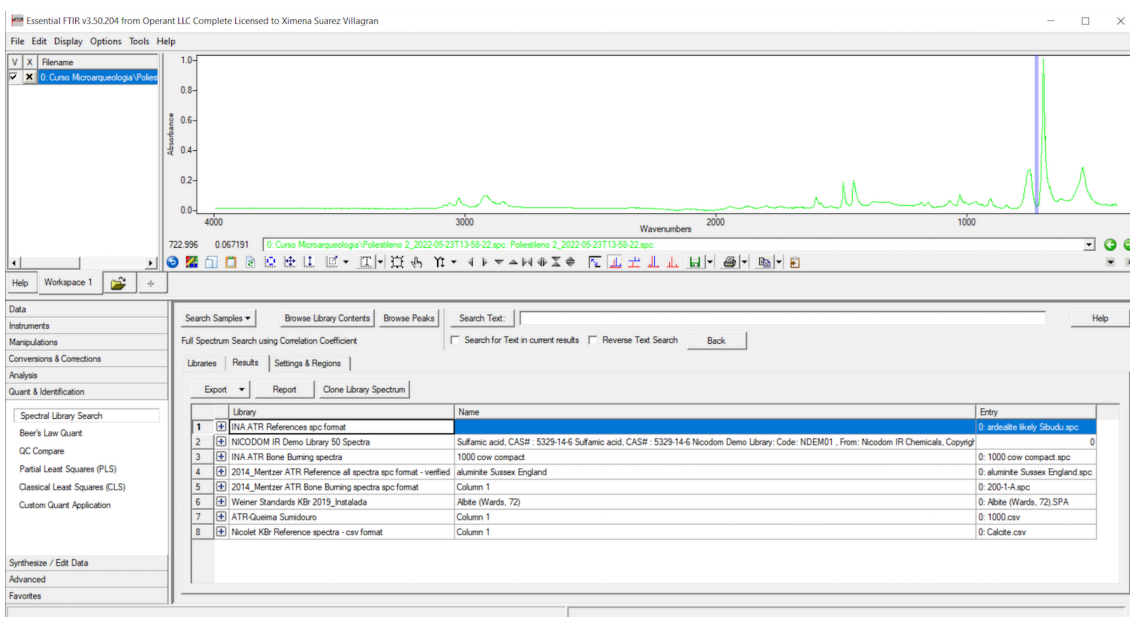 Essential FTIR v3.50.204 from Operant LLC Complete Licensed to Ximena Suarez Villagran
File Edit Display Options Tools Help
V X Filename
0: Curso Microarqueologia\Polies
Absorbance
1.0
0.8
0.6
0.4
0.2
0.0
4000 3000 2000 1000
Wavenumbers
722.996 0.067191 0: Curso Microarqueologia\Poliestileno 2_2022-05-23T13-58-22.spc: Poliestileno 2_2022-05-23T13-58-22.spc
Help Workspace 1
Data
Instruments
Manipulations
Conversions & Corrections
Analysis
Quant & Identification
Spectral Library Search
Beer's Law Quant
QC Compare
Partial Least Squares (PLS)
Classical Least Squares (CLS)
Custom Quant Application
Synthesize / Edit Data
Advanced
Favorites
Search Samples Browse Library Contents Browse Peaks Search Text: Help
Full Spectrum Search using Correlation Coefficient Search for Text in current results Reverse Text Search Back
Libraries Results Settings & Regions
Export Report Clone Library Spectrum
Library Name Entry
1 INA ATR References spc format 0: ardealite likely Sibudu.spc
2 NICODOM IR Demo Library 50 Spectra Sulfamic acid, CAS# : 5329-14-6 Sulfamic acid, CAS# : 5329-14-6 Nicodom Demo Library: Code: NDEM01 , From: Nicodom IR Chemicals, Copyrigh 0
3 INA ATR Bone Burning spectra 1000 cow compact 0: 1000 cow compact.spc
4 2014_Mentzer ATR Reference all spectra spc format - verified aluminite Sussex England 0: aluminite Sussex England.spc
5 2014_Mentzer ATR Bone Burning spectra spc format Column 1 0: 200-1-A.spc
6 Weiner Standards KBr 2019_Instalada Albite (Wards, 72) 0: Albite (Wards, 72).SPA
7 ATR-Queima Sumidouro Column 1 0: 1000.csv
8 Nicolet KBr Reference spectra - csv format Column 1 0: Calcite.csv